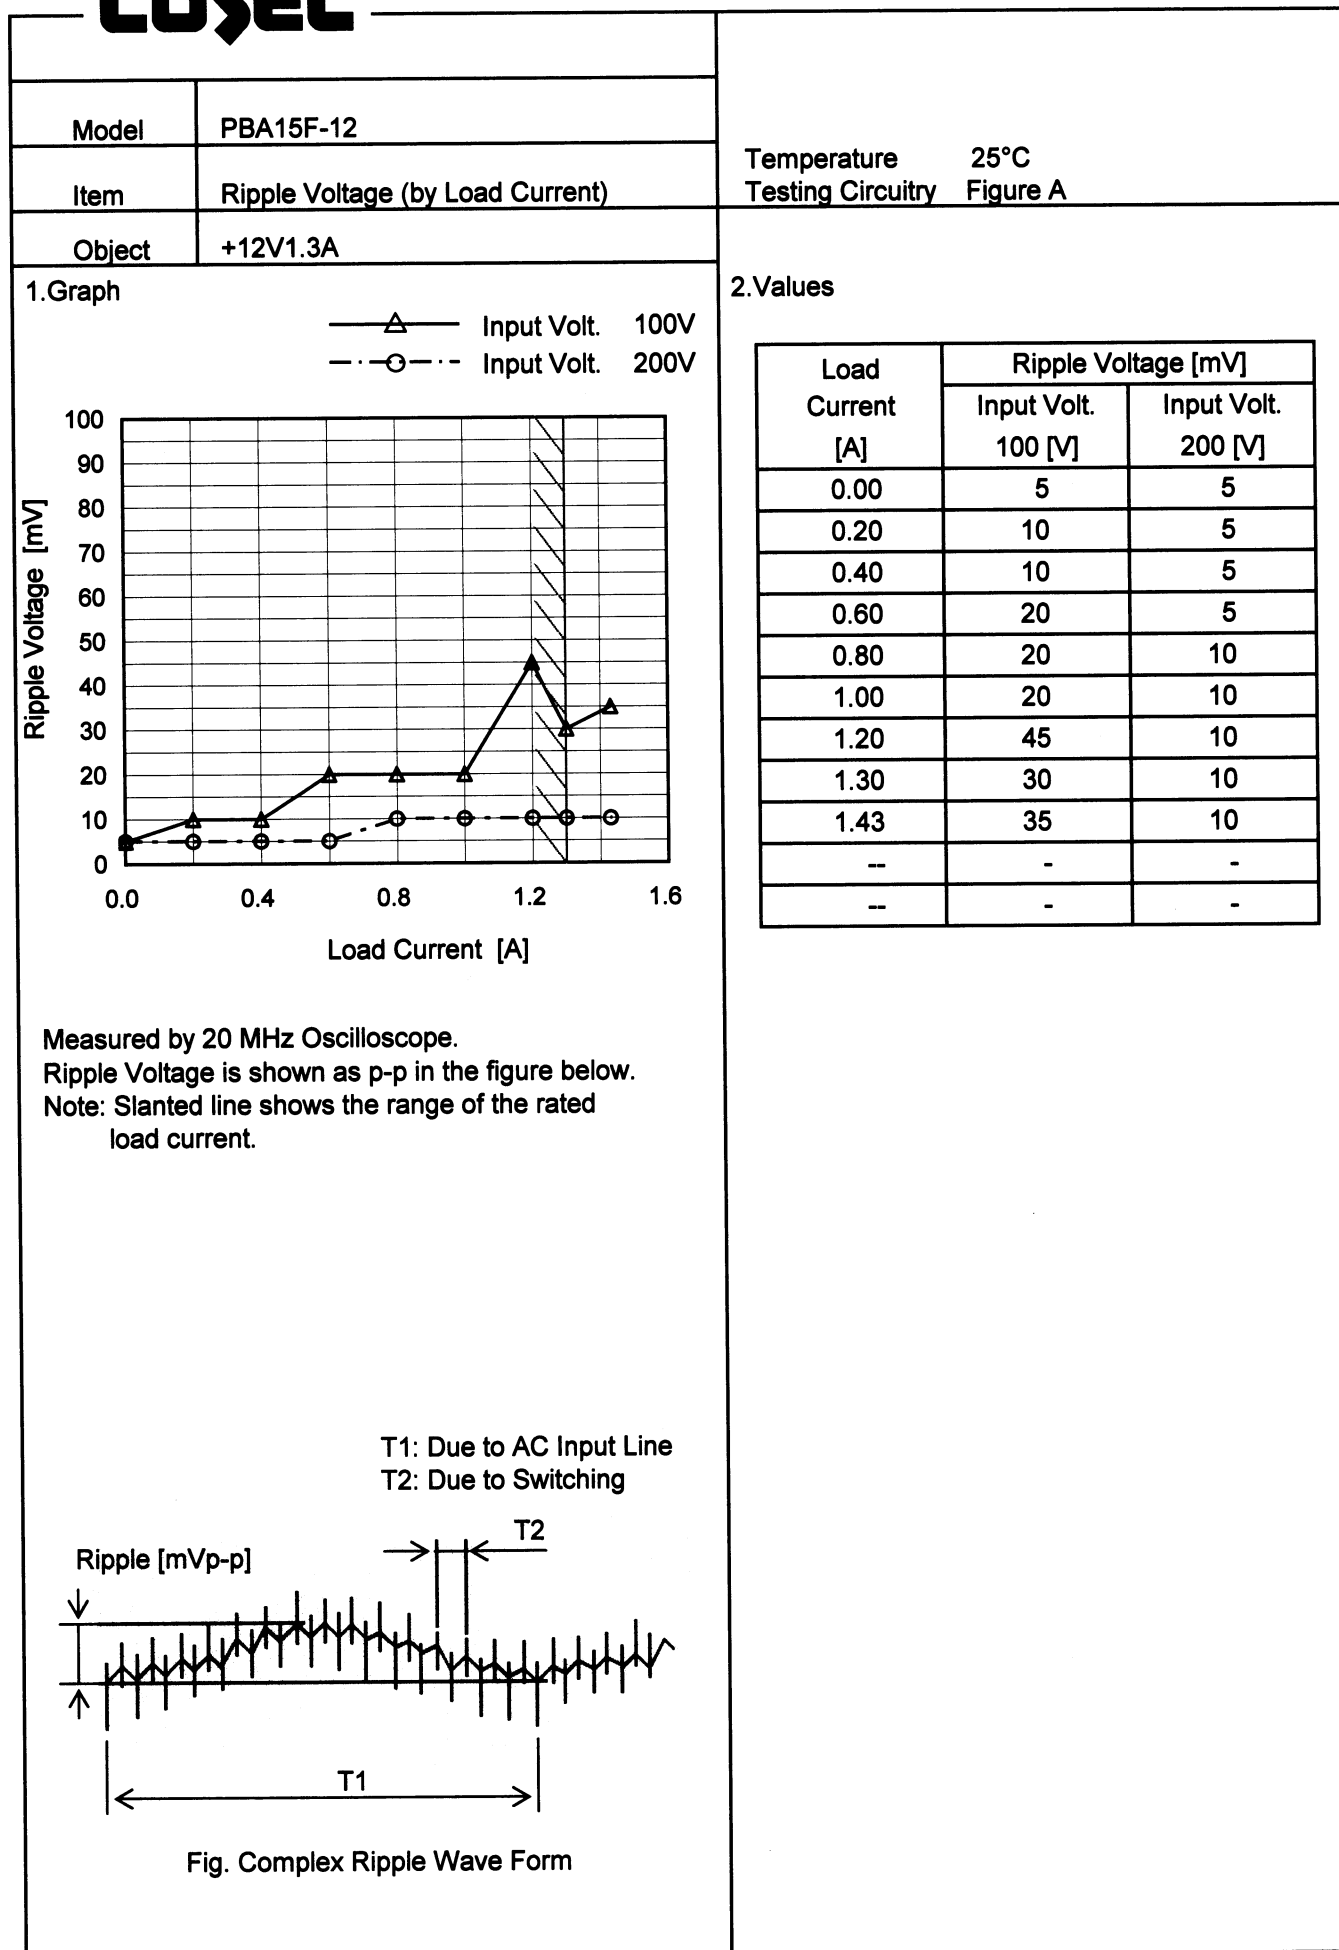 COSEL
Model PBA15F-12
Item Ripple Voltage (by Load Current)
Object +12V1.3A
Temperature 25°C
Testing Circuitry Figure A
1.Graph
Input Volt. 100V
Input Volt. 200V
100
90
80
70
60
50
40
30
20
10
0
Ripple Voltage [mV]
0.0 0.4 0.8 1.2 1.6
Load Current [A]
Measured by 20 MHz Oscilloscope.
Ripple Voltage is shown as p-p in the figure below.
Note: Slanted line shows the range of the rated
load current.
T1: Due to AC Input Line
T2: Due to Switching
T2
Ripple [mVp-p]
T1
Fig. Complex Ripple Wave Form
2.Values
Load Ripple Voltage [mV]
Current Input Volt. Input Volt.
[A] 100 [V] 200 [V]
0.00 5 5
0.20 10 5
0.40 10 5
0.60 20 5
0.80 20 10
1.00 20 10
1.20 45 10
1.30 30 10
1.43 35 10
-- - -
-- - -